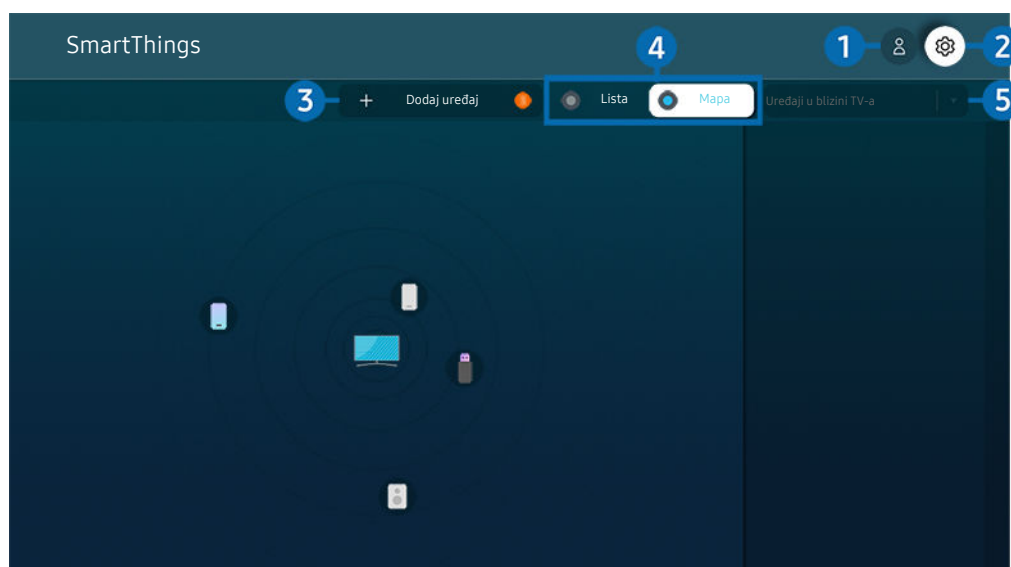 SmartThings
4
1
2
3
Dodaj uređaj
Lista
Mapa
Uređaji u blizini TV-a
5